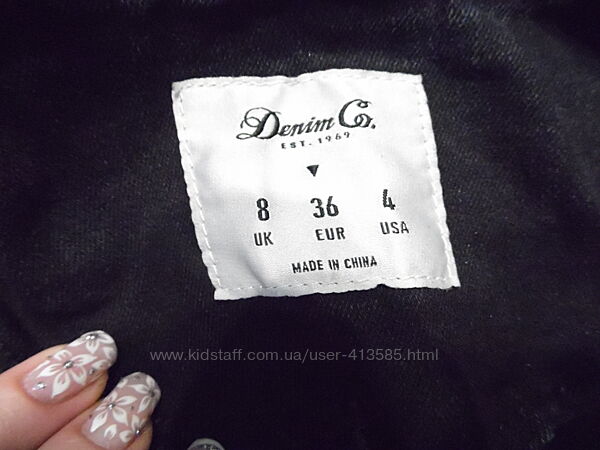 Denim Co.
EST. 1969
8 36 4
UK EUR USA
MADE IN CHINA
www.kidstaff.com.ua/user-413585.html